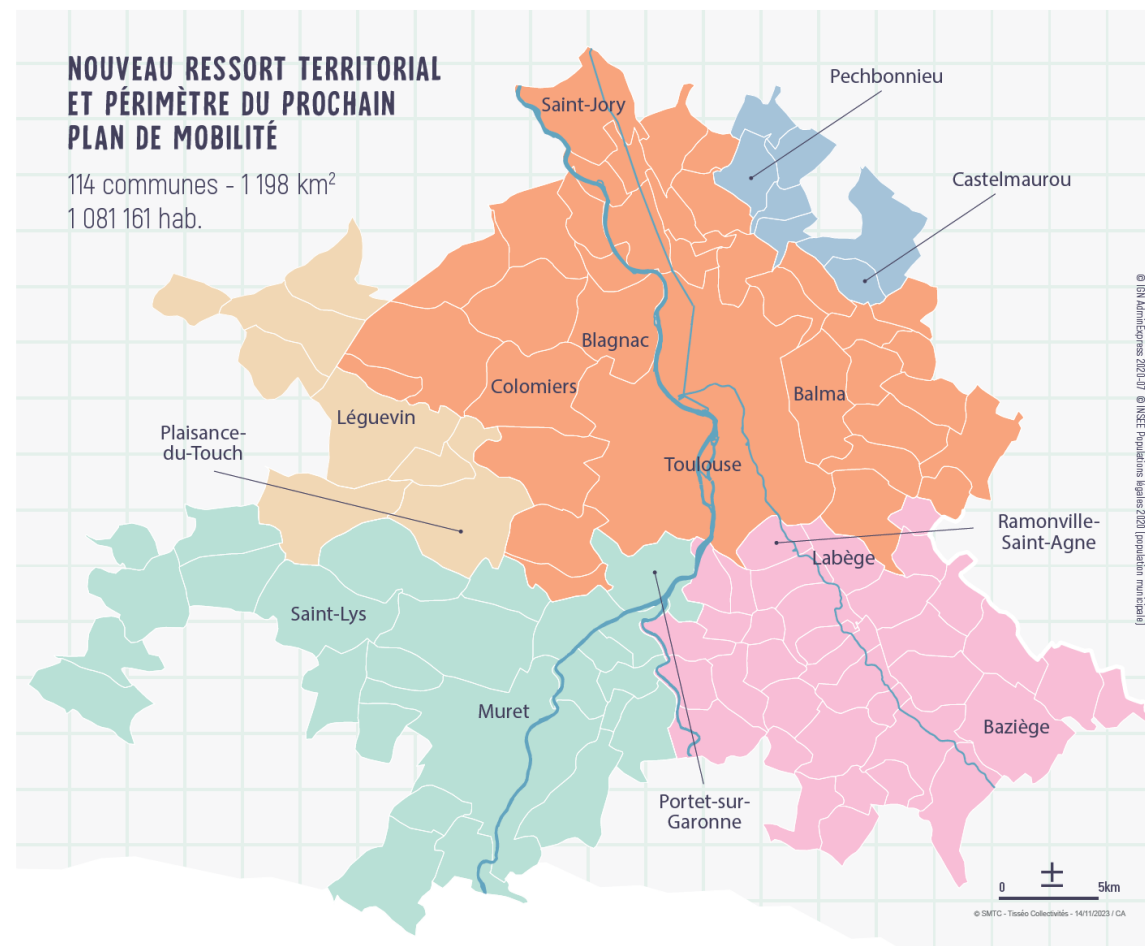 NOUVEAU RESSORT TERRITORIAL
ET PÉRIMÈTRE DU PROCHAIN
PLAN DE MOBILITÉ
114 communes - 1 198 km²
1 081 161 hab.
Pechbonnieu
Saint-Jory
Castelmaurou
Blagnac
Colomiers
Balma
Léguevin
Plaisance-
du-Touch
Toulouse
Ramonville-
Saint-Agne
Labège
Saint-Lys
Muret
Baziège
Portet-sur-
Garonne
0 5km
© SMTC - Tisséo Collectivités - 14/11/2023 / CA
© IGN AdminExpress 2020-07 © INSEE Populations légales 2020 (population municipale)